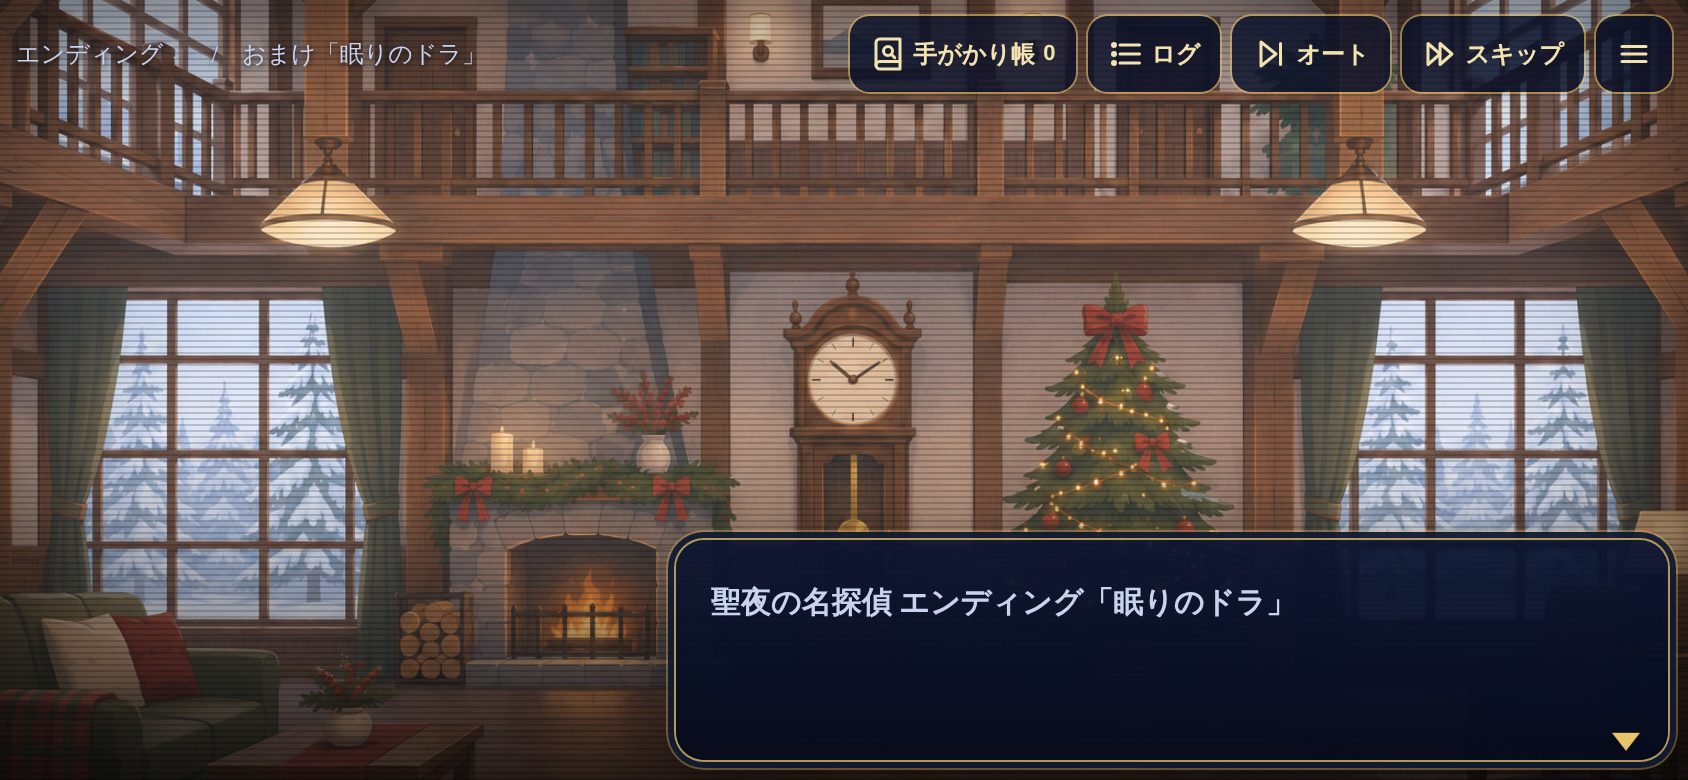 エンディング / おまけ「眠りのドラ」
手がかり帳 0
ログ
オート
スキップ
聖夜の名探偵 エンディング「眠りのドラ」